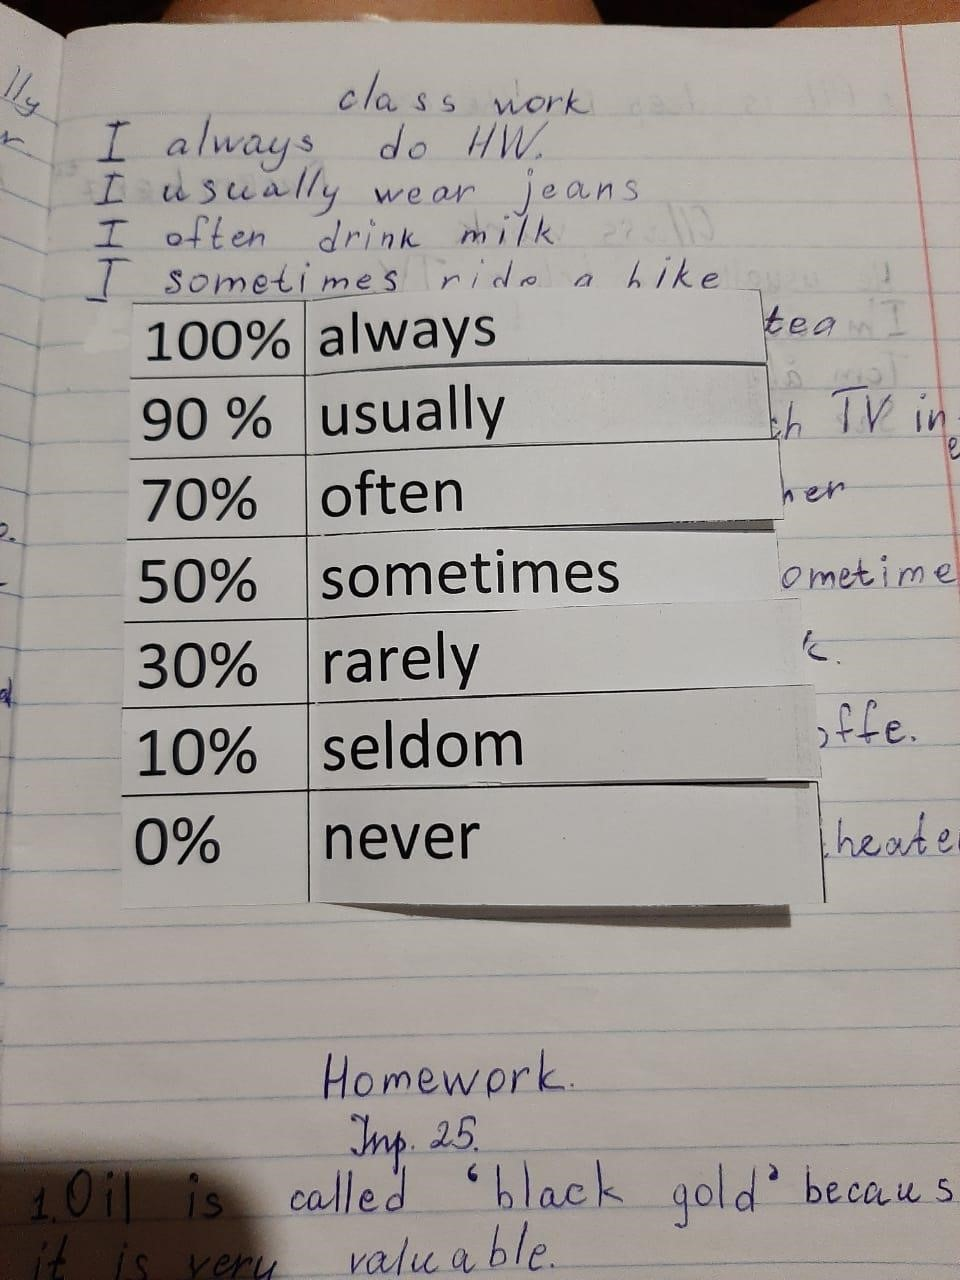 class work
I always do HW.
I usually wear jeans
I often drink milk
I sometimes ride a bike
100% always
tea
90 % usually
TV in
70% often
her
50% sometimes
ometime
30% rarely
10% seldom
offe.
0% never
heate
Homework.
Упр. 25.
1. Oil is called 'black gold' becaus
it is very valuable.